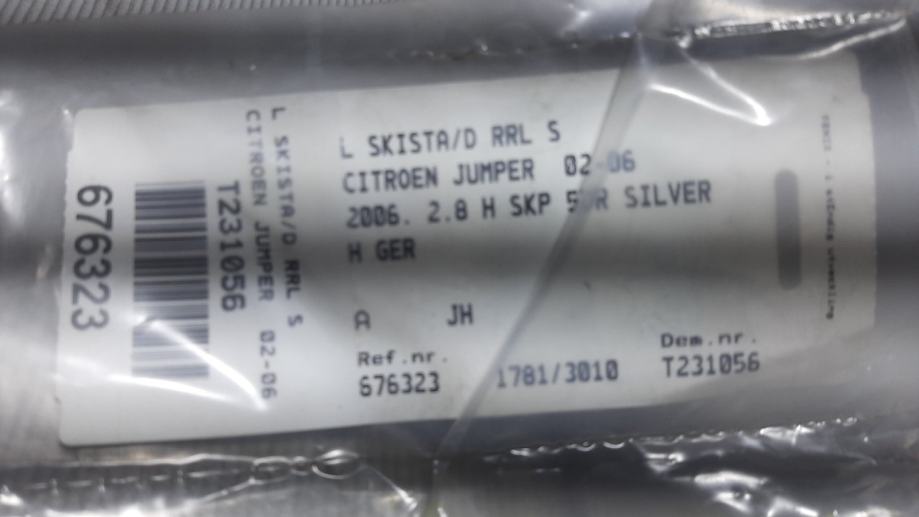 L SKISTA/D RRL S
CITROEN JUMPER 02-06
2006. 2.8 H SKP SILVER
H GER
A JH
Ref.nr. Dem.nr.
676323 1781/3010 T231056
L SKISTA/D RRL S
CITROEN JUMPER 02-06
T231056
676323